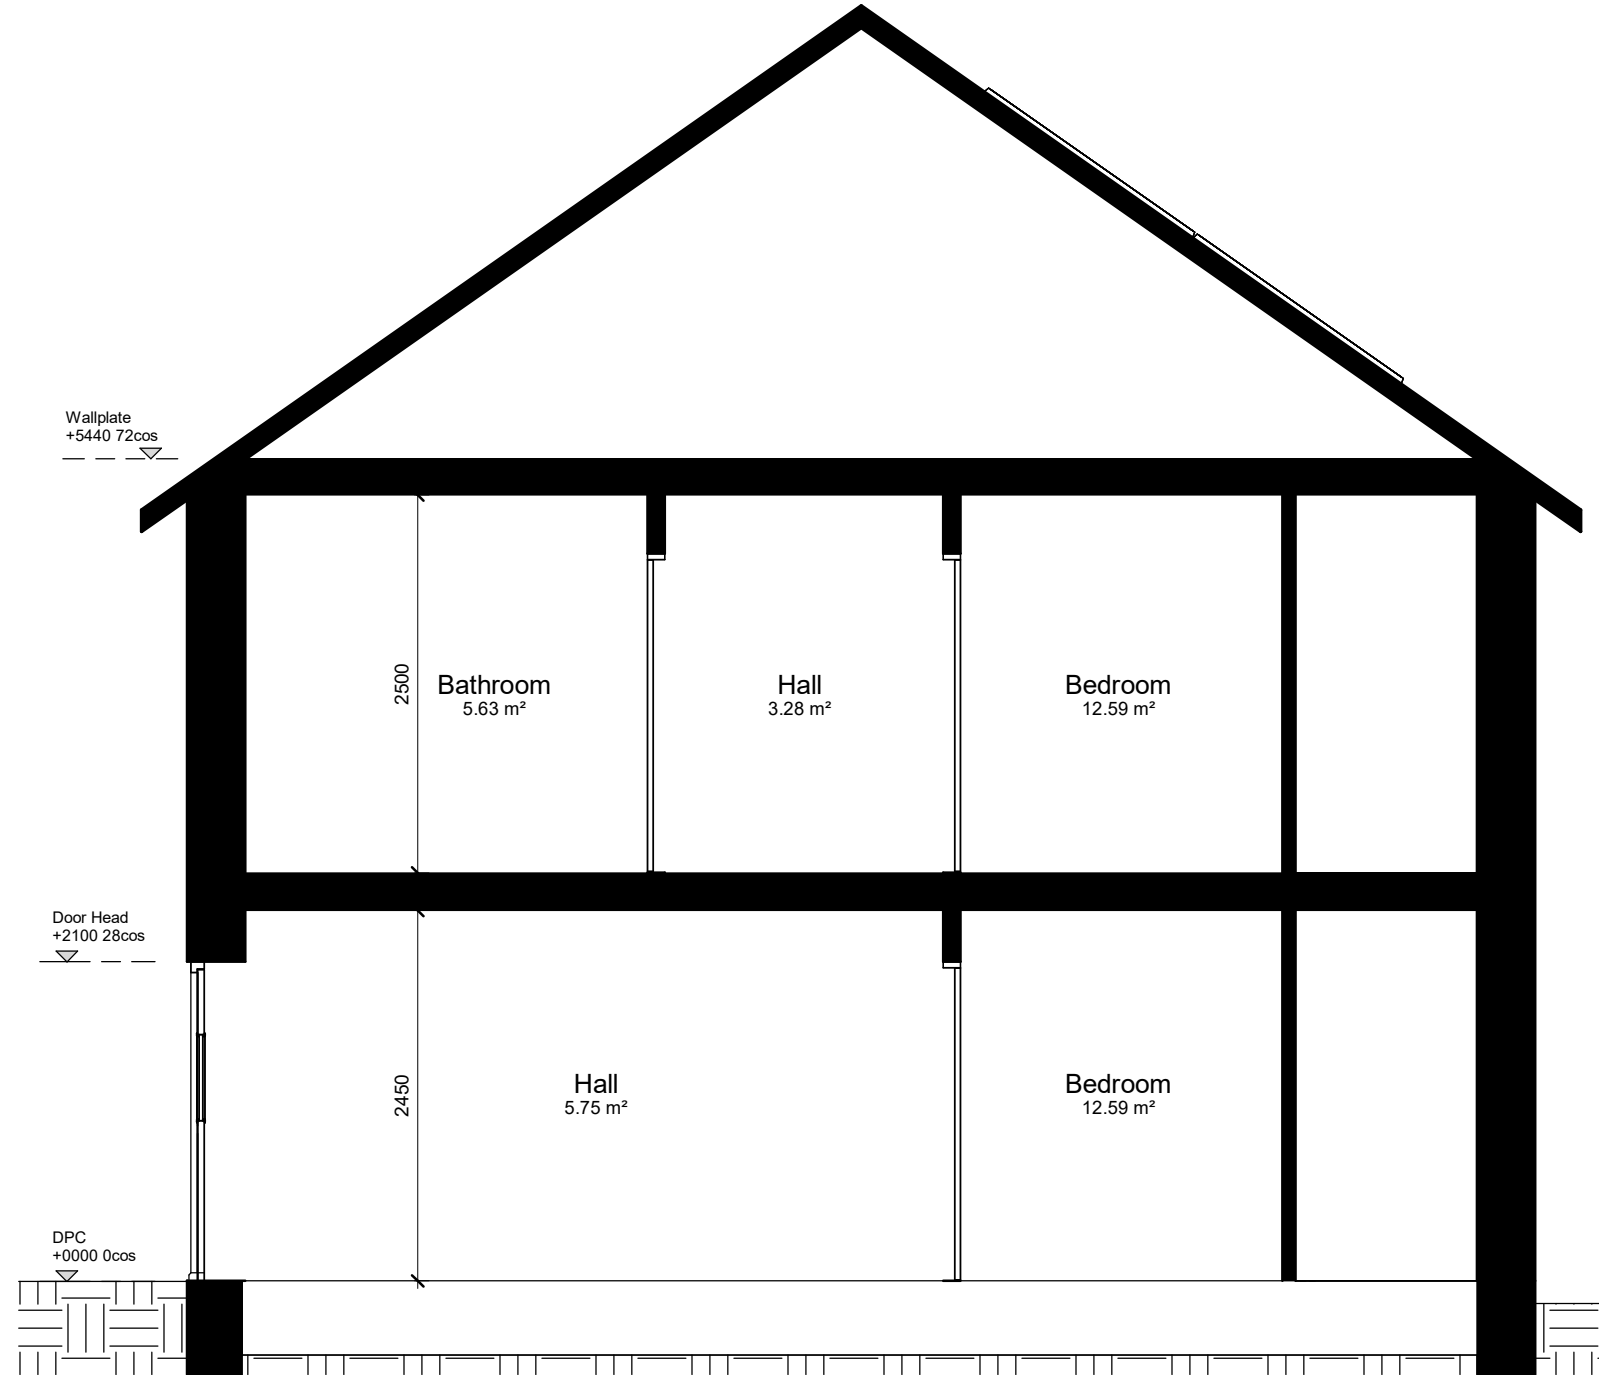 Wallplate
+5440 72cos
2500
Bathroom
5.63 m²
Hall
3.28 m²
Bedroom
12.59 m²
Door Head
+2100 28cos
2450
Hall
5.75 m²
Bedroom
12.59 m²
DPC
+0000 0cos